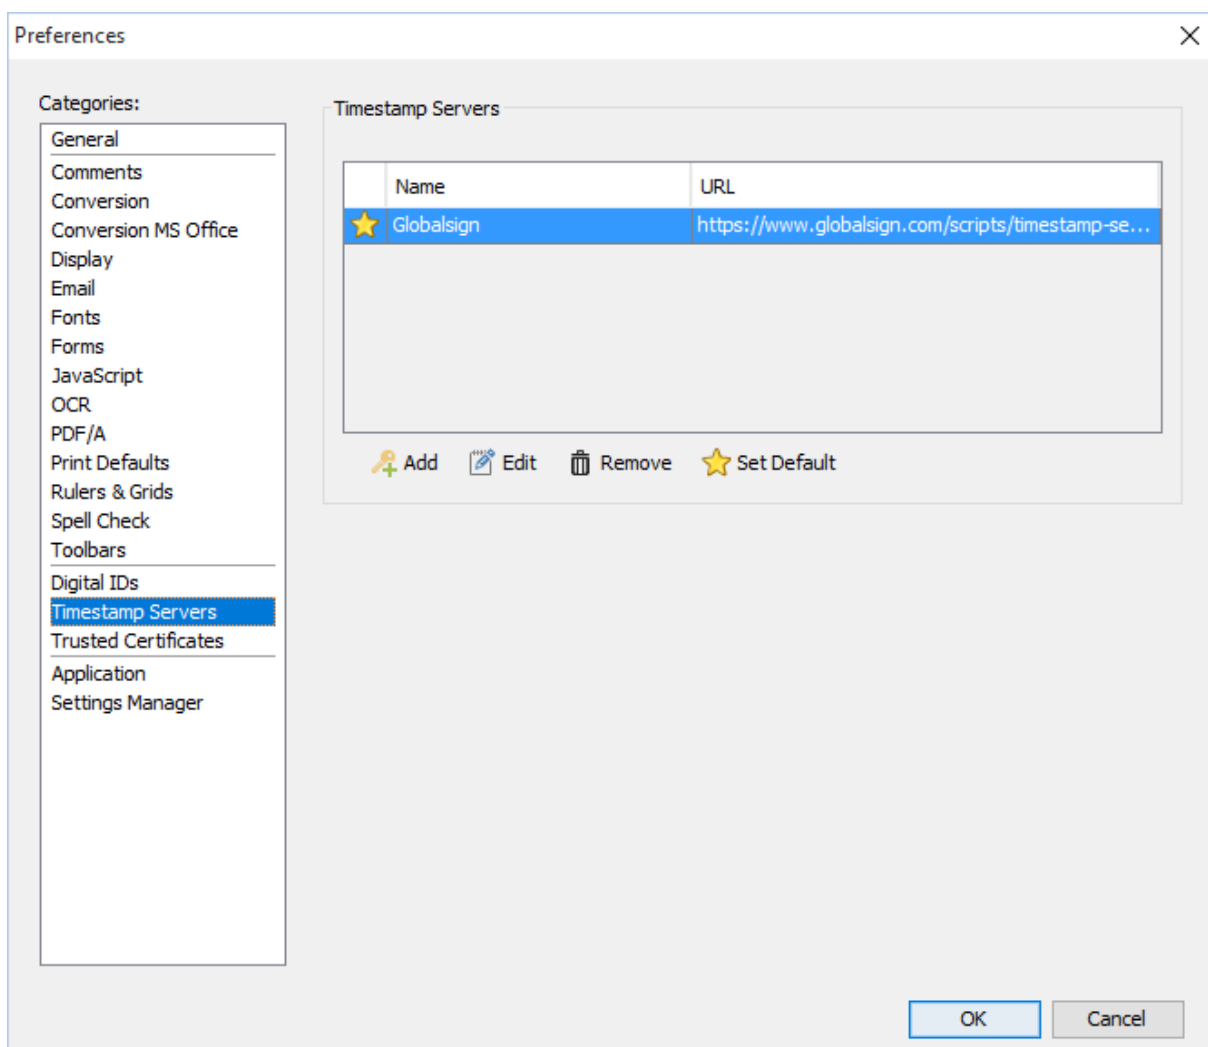 Preferences
Categories:
General
Comments
Conversion
Conversion MS Office
Display
Email
Fonts
Forms
JavaScript
OCR
PDF/A
Print Defaults
Rulers & Grids
Spell Check
Toolbars
Digital IDs
Timestamp Servers
Trusted Certificates
Application
Settings Manager
Timestamp Servers
Name URL
Globalsign https://www.globalsign.com/scripts/timestamp-se...
Add Edit Remove Set Default
OK Cancel